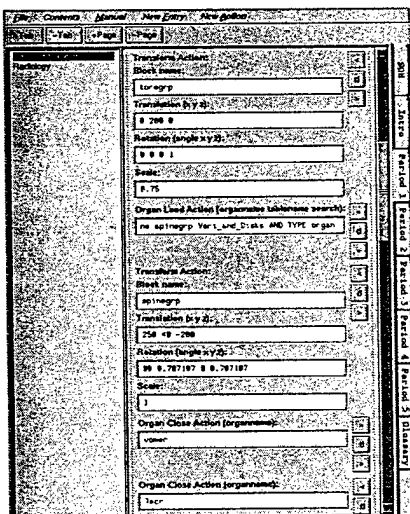 File Contents Manual New Entry New Action
+Tab -Tab +Page -Page
Radiology
Transform Action:
Block name:
toregrp
Translation (x y z):
0 200 0
Rotation (angle x y z):
0 0 0 1
Scale:
0.75
Organ Load Action (organname tablename search):
ne spinegrp Vert_and_Disks AND TYPE organ
Transform Action:
Block name:
spinegrp
Translation (x y z):
250 -200
Rotation (angle x y z):
90 0.707107 0 0.707107
Scale:
1
Organ Close Action (organname):
vomer
Organ Close Action (organname):
lacr
Intro
Period 1
Period 2
Period 3
Period 4
Period 5
Glossary